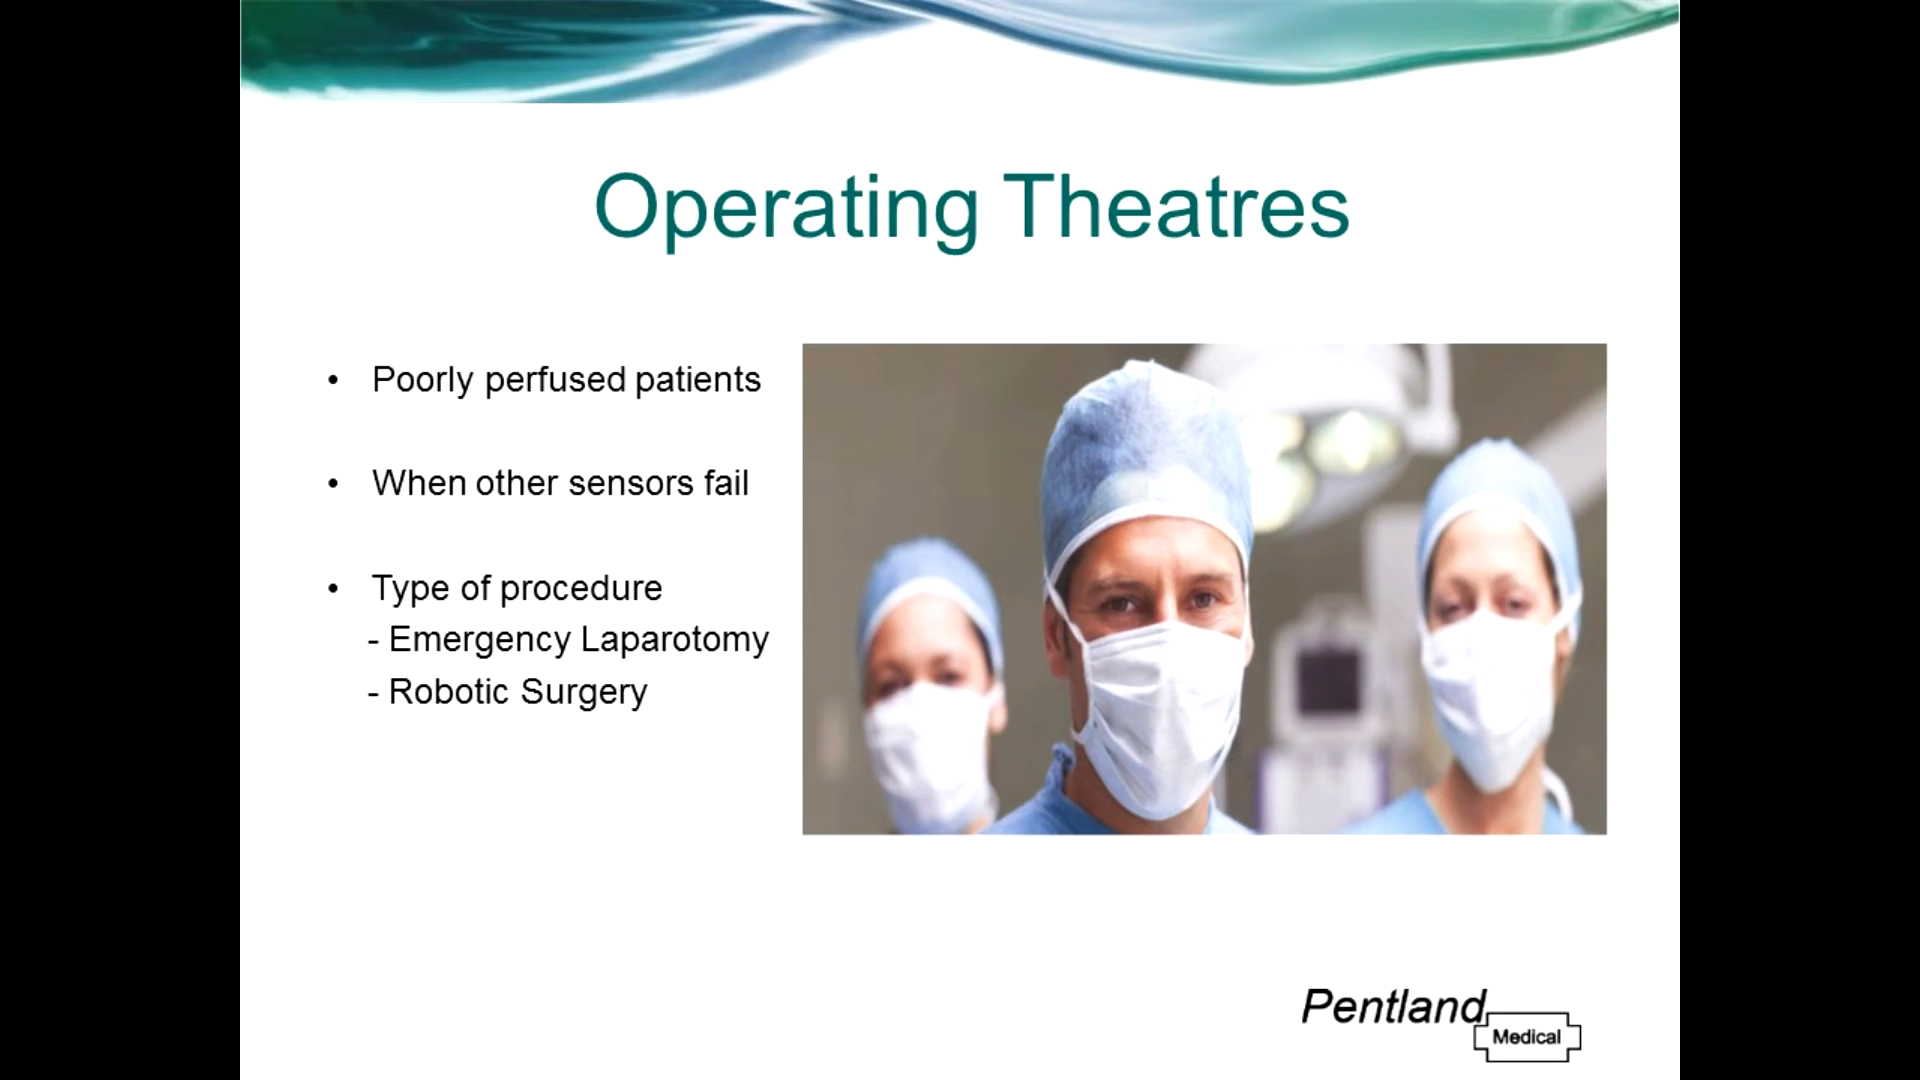 Operating Theatres
• Poorly perfused patients
• When other sensors fail
• Type of procedure
- Emergency Laparotomy
- Robotic Surgery
Pentland
Medical